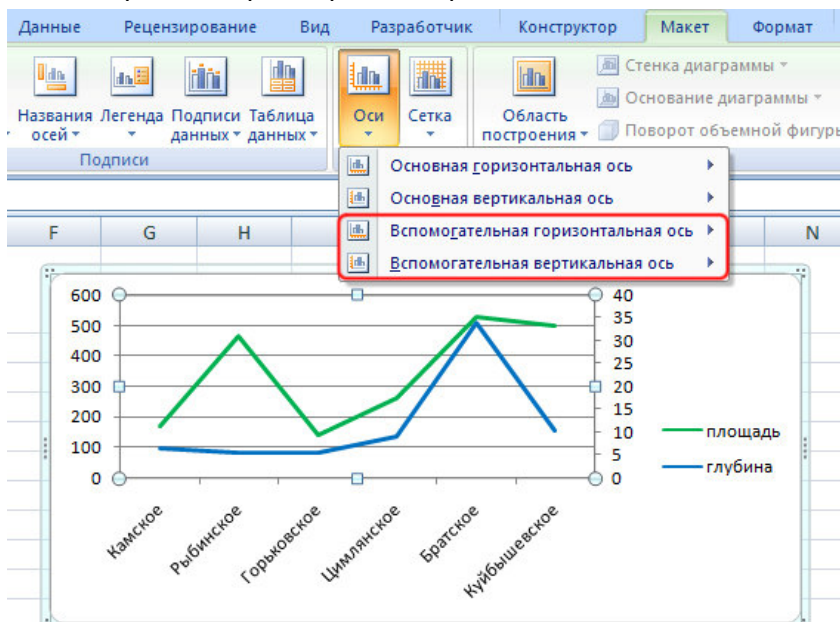 Данные Рецензирование Вид Разработчик Конструктор Макет Формат
Названия осей
Легенда
Подписи данных
Таблица данных
Подписи
Оси
Сетка
Область построения
Стенка диаграммы
Основание диаграммы
Поворот объемной фигуры
Основная горизонтальная ось
Основная вертикальная ось
Вспомогательная горизонтальная ось
Вспомогательная вертикальная ось
F G H N
600
500
400
300
200
100
0
40
35
30
25
20
15
10
5
0
площадь
глубина
Камское
Рыбинское
Горьковское
Цимлянское
Братское
Куйбышевское